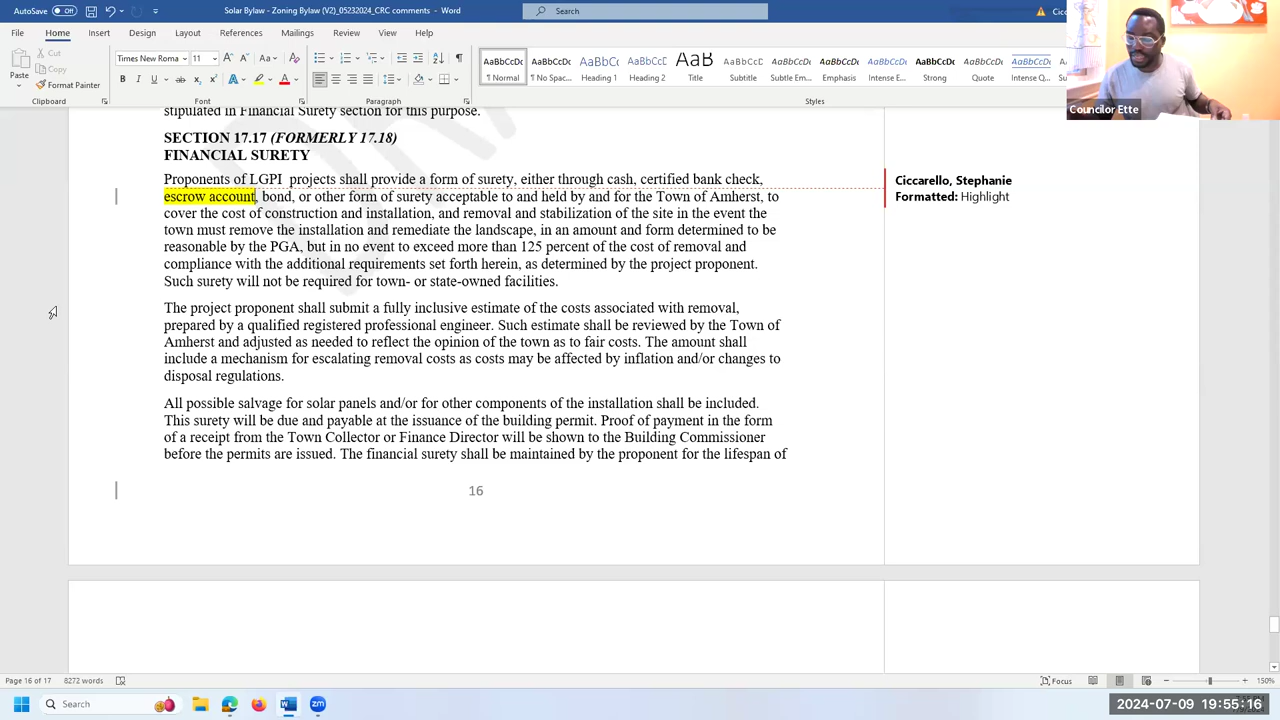 AutoSave Off
Solar Bylaw - Zoning Bylaw (V)_05232024_CRC comments - Word
Search
File Home Insert Design Layout References Mailings Review View Help
Paste
Cut
Copy
Format Painter
Clipboard
Times New Roma 11
Font
Paragraph
AaBbCcDc
¶ Normal
AaBbCcDc
¶ No Spac...
AaBbCc
Heading 1
AaBbCcD
Heading 2
AaB
Title
AaBbCcD
Subtitle
AaBbCcDc
Subtle Em...
AaBbCcDc
Emphasis
AaBbCcDc
Intense E...
AaBbCcDc
Strong
AaBbCcDc
Quote
AaBbCcDc
Intense Q...
Styles
Councilor Ette
stipulated in Financial Surety section for this purpose.
SECTION 17.17 (FORMERLY 17.18)
FINANCIAL SURETY
Proponents of LGPI projects shall provide a form of surety, either through cash, certified bank check,
escrow account, bond, or other form of surety acceptable to and held by and for the Town of Amherst, to
cover the cost of construction and installation, and removal and stabilization of the site in the event the
town must remove the installation and remediate the landscape, in an amount and form determined to be
reasonable by the PGA, but in no event to exceed more than 125 percent of the cost of removal and
compliance with the additional requirements set forth herein, as determined by the project proponent.
Such surety will not be required for town- or state-owned facilities.
The project proponent shall submit a fully inclusive estimate of the costs associated with removal,
prepared by a qualified registered professional engineer. Such estimate shall be reviewed by the Town of
Amherst and adjusted as needed to reflect the opinion of the town as to fair costs. The amount shall
include a mechanism for escalating removal costs as costs may be affected by inflation and/or changes to
disposal regulations.
All possible salvage for solar panels and/or for other components of the installation shall be included.
This surety will be due and payable at the issuance of the building permit. Proof of payment in the form
of a receipt from the Town Collector or Finance Director will be shown to the Building Commissioner
before the permits are issued. The financial surety shall be maintained by the proponent for the lifespan of
16
Ciccarello, Stephanie
Formatted: Highlight
Page 16 of 17 8272 words
Focus
150%
Search
2024-07-09 19:55:16